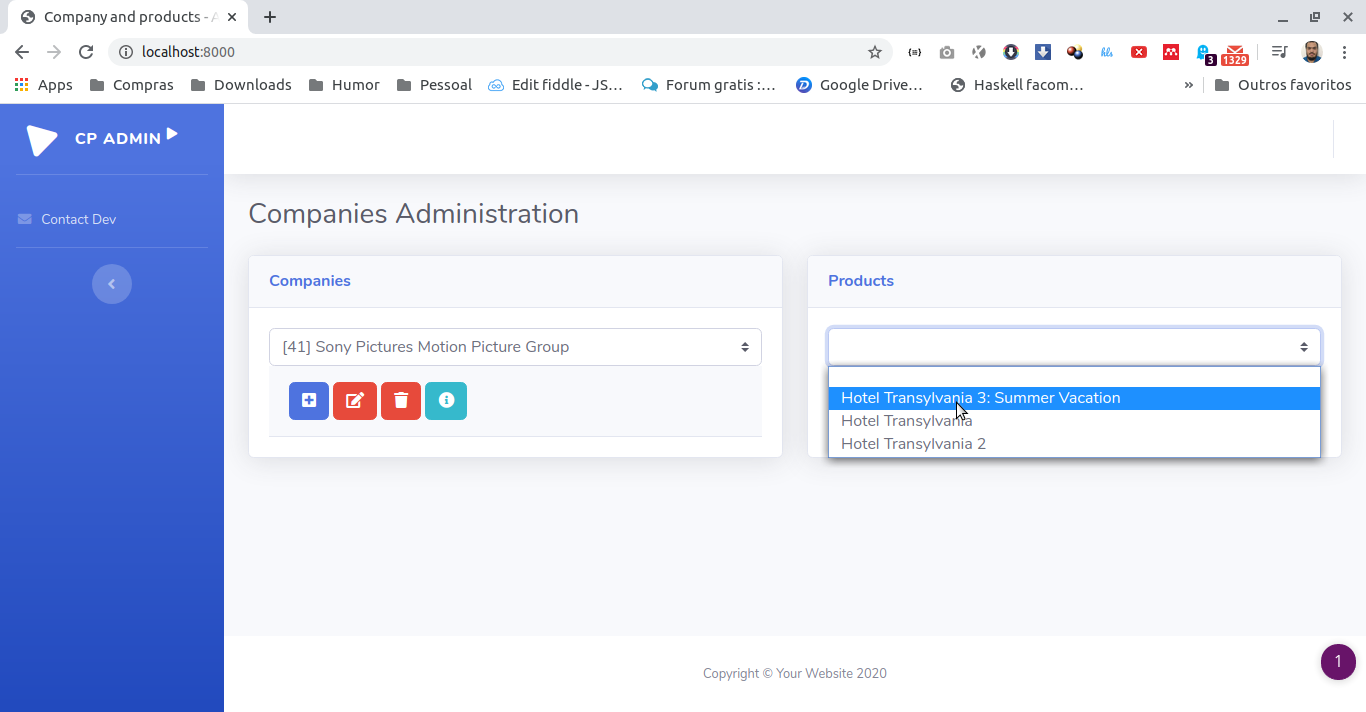 Company and products - A
localhost:8000
{≡}
hls
3
1329
Apps
Compras
Downloads
Humor
Pessoal
Edit fiddle - JS…
Forum gratis :…
Google Drive…
Haskell facom…
»
Outros favoritos
CP ADMIN
Contact Dev
Companies Administration
Companies
[41] Sony Pictures Motion Picture Group
Products
Hotel Transylvania 3: Summer Vacation
Hotel Transylvania
Hotel Transylvania 2
Copyright © Your Website 2020
1